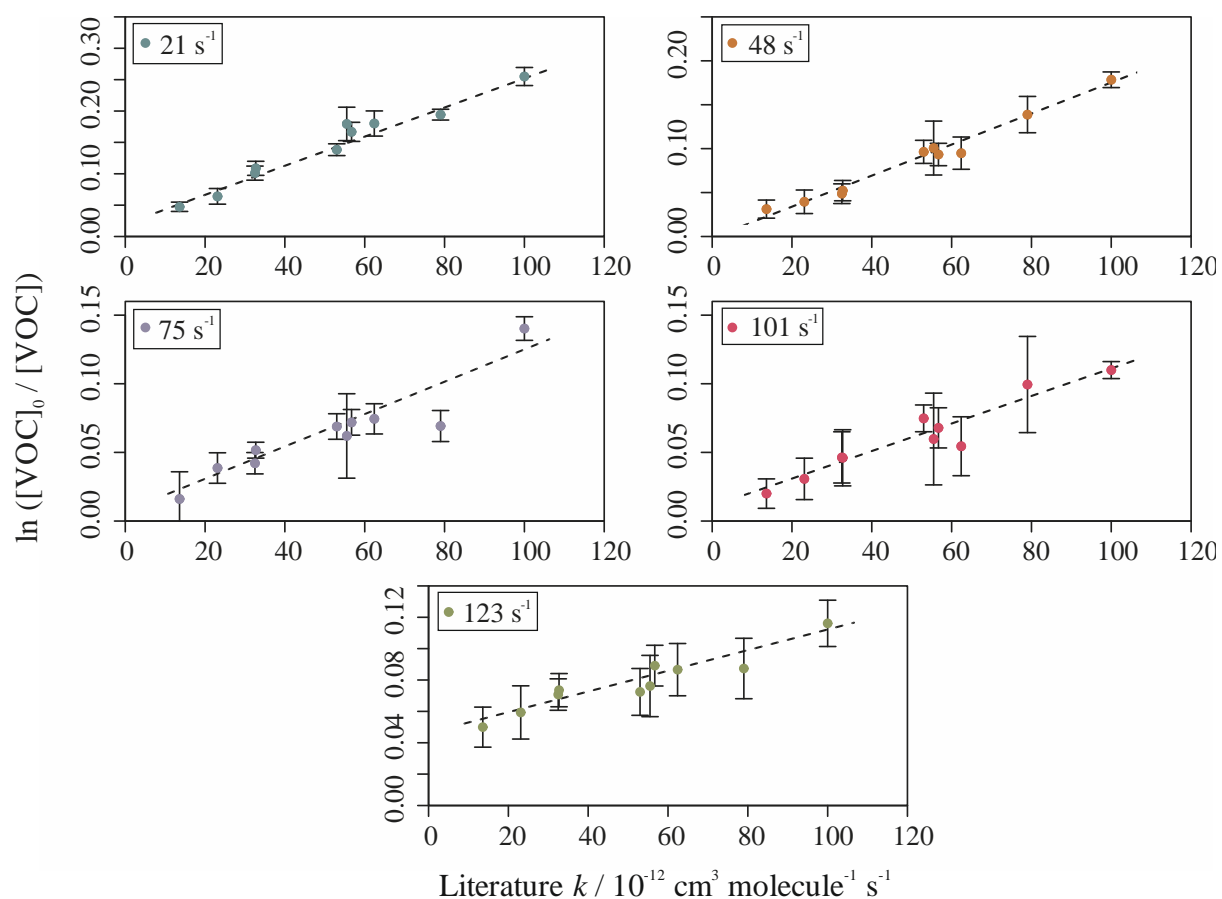 21 s⁻¹
0.00 0.10 0.20 0.30
0 20 40 60 80 100 120
48 s⁻¹
0.00 0.10 0.20
0 20 40 60 80 100 120
75 s⁻¹
0.00 0.05 0.10 0.15
0 20 40 60 80 100 120
101 s⁻¹
0.00 0.05 0.10 0.15
0 20 40 60 80 100 120
123 s⁻¹
0.00 0.04 0.08 0.12
0 20 40 60 80 100 120
ln ([VOC]₀ / [VOC])
Literature k / 10⁻¹² cm³ molecule⁻¹ s⁻¹